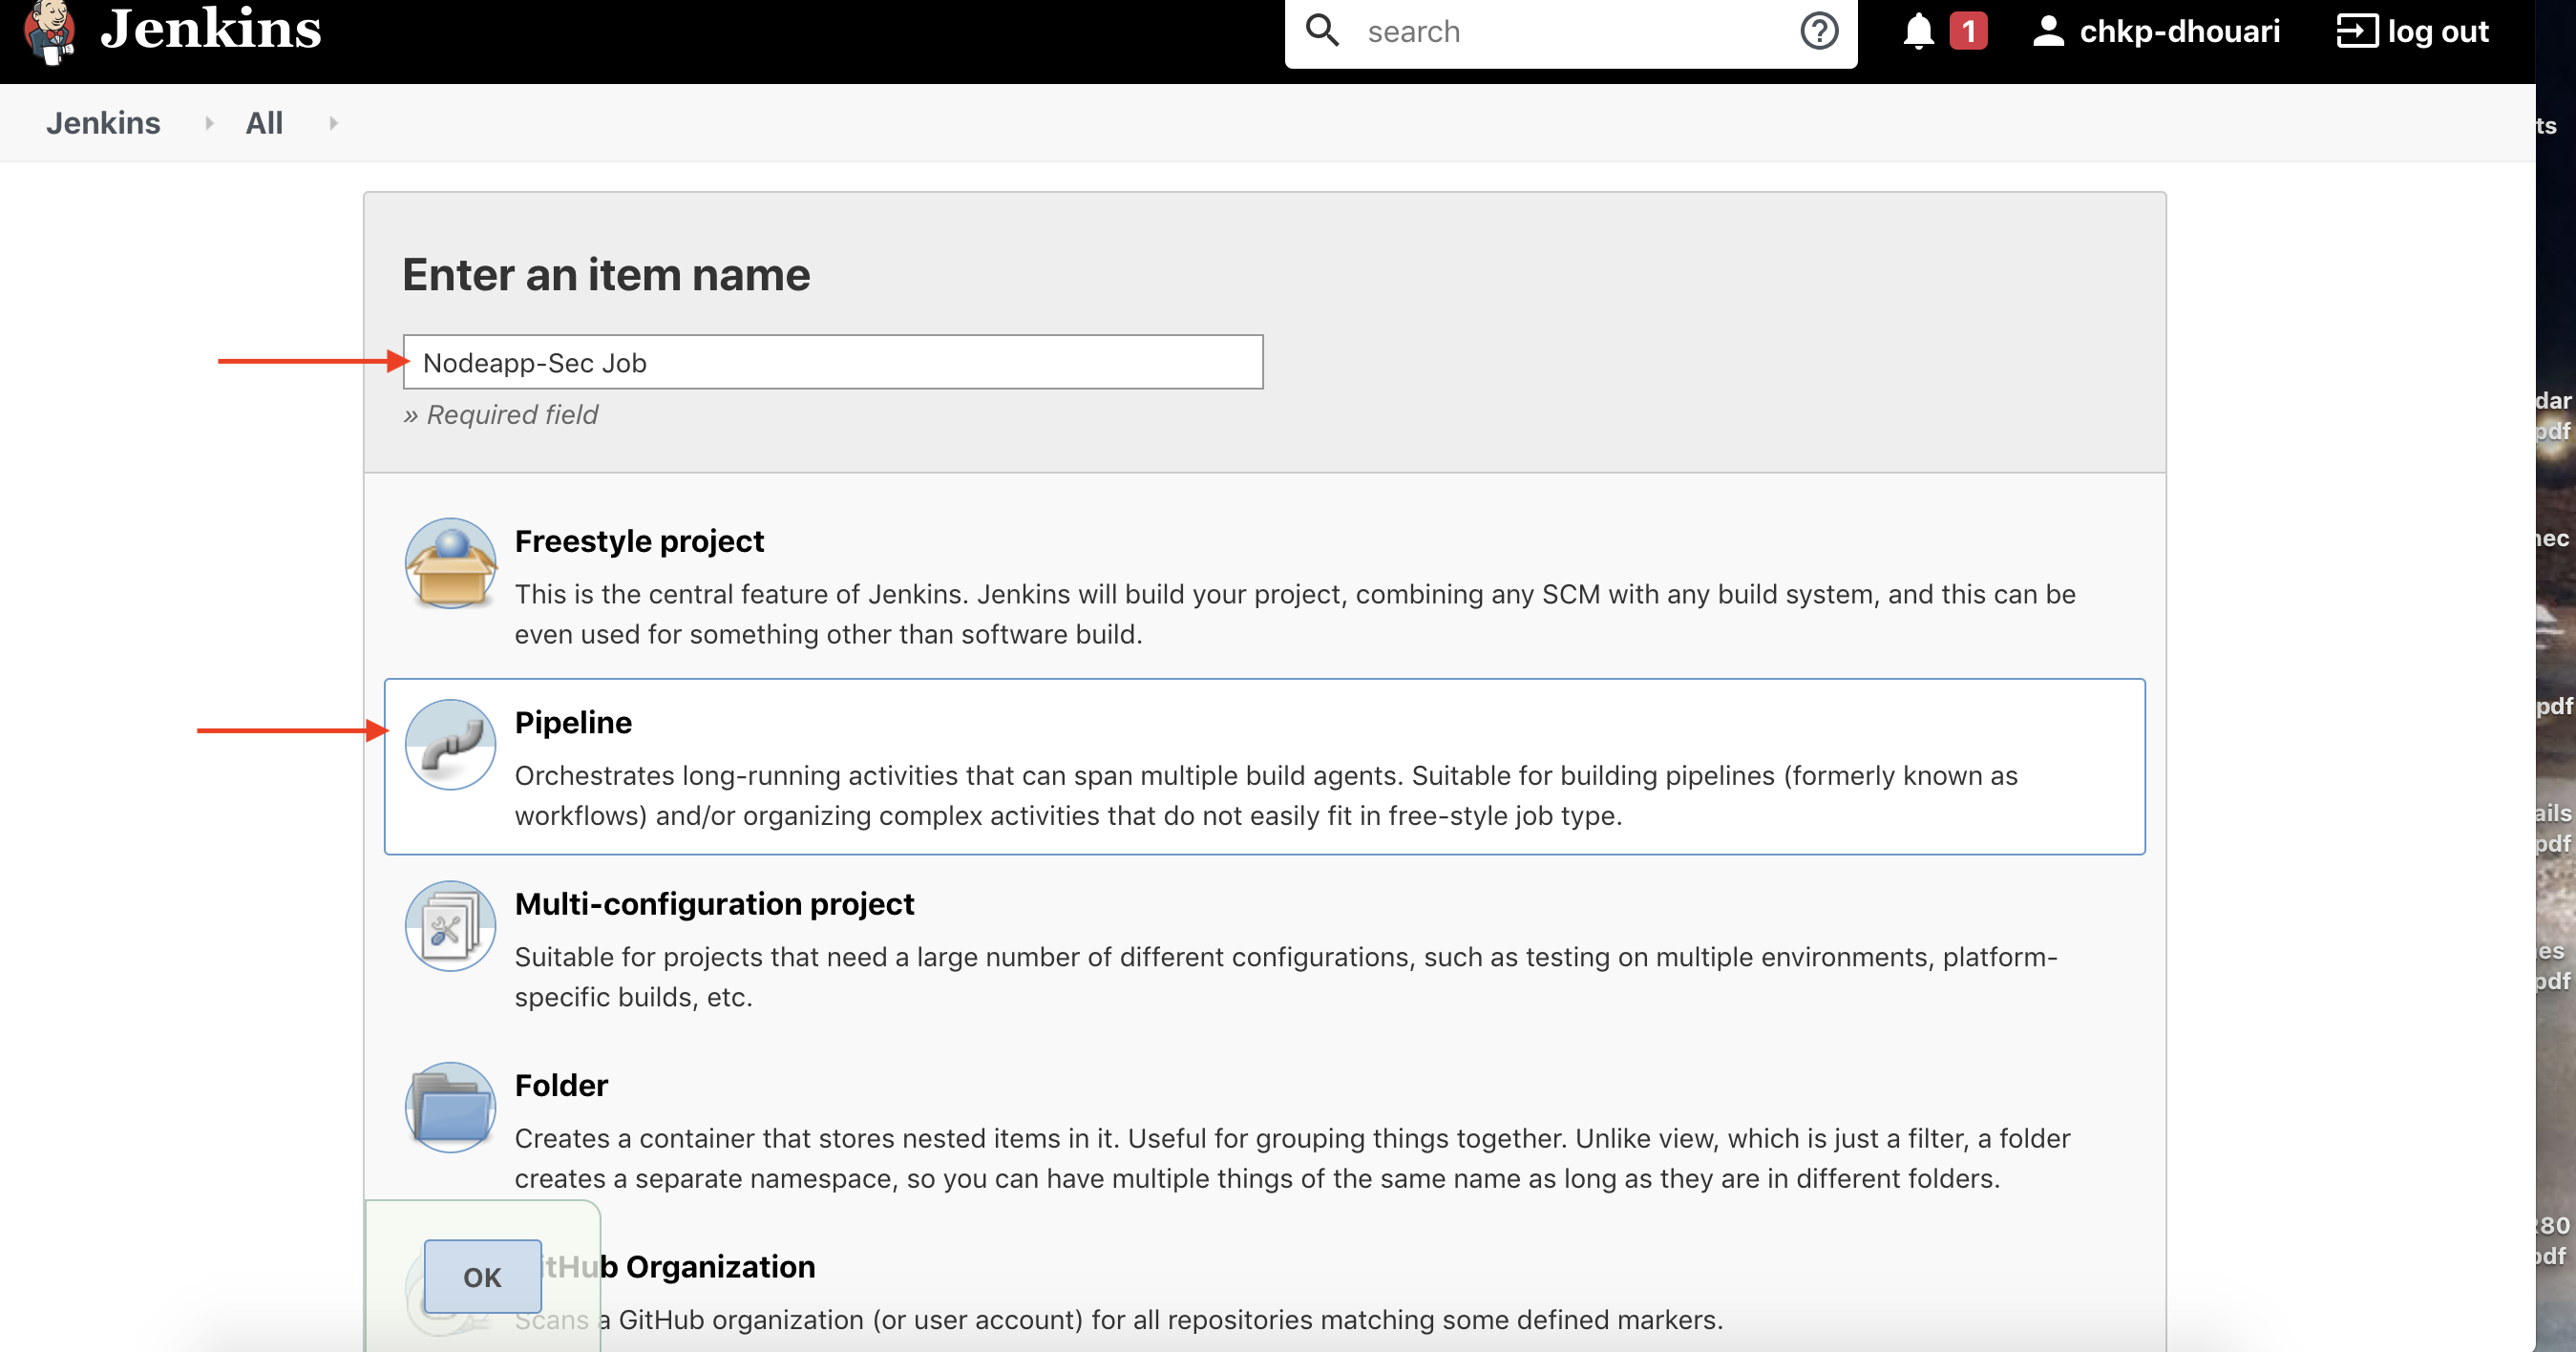 Jenkins
search
1
chkp-dhouari
log out
Jenkins
All
Enter an item name
Nodeapp-Sec Job
» Required field
Freestyle project
This is the central feature of Jenkins. Jenkins will build your project, combining any SCM with any build system, and this can be
even used for something other than software build.
Pipeline
Orchestrates long-running activities that can span multiple build agents. Suitable for building pipelines (formerly known as
workflows) and/or organizing complex activities that do not easily fit in free-style job type.
Multi-configuration project
Suitable for projects that need a large number of different configurations, such as testing on multiple environments, platform-
specific builds, etc.
Folder
Creates a container that stores nested items in it. Useful for grouping things together. Unlike view, which is just a filter, a folder
creates a separate namespace, so you can have multiple things of the same name as long as they are in different folders.
OK
itHub Organization
Scans a GitHub organization (or user account) for all repositories matching some defined markers.
ts
dar
pdf
pdf
ails
pdf
es
pdf
80
pdf